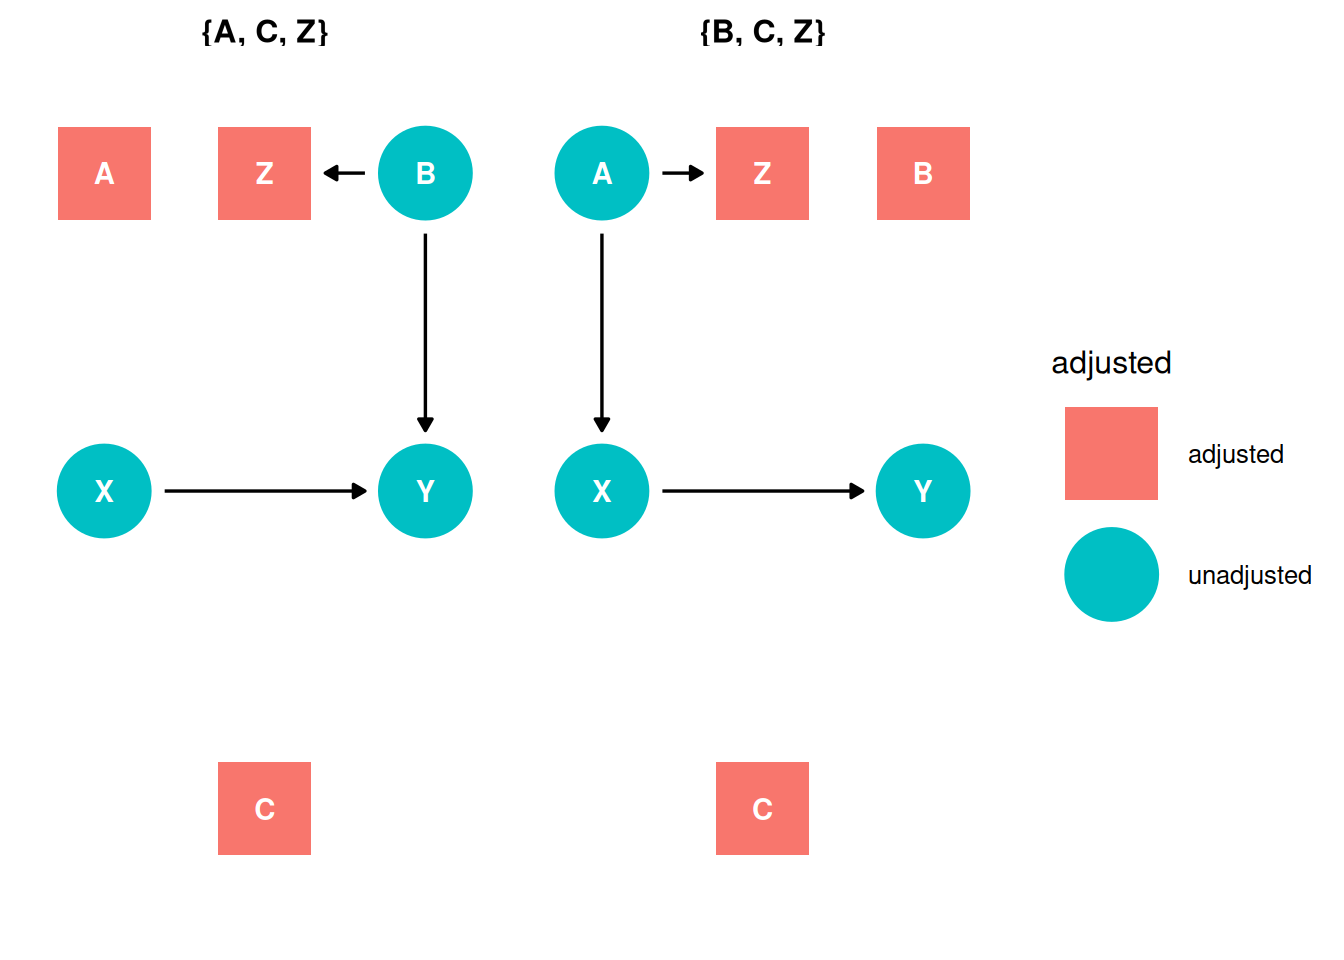 {A, C, Z}
{B, C, Z}
A
Z
B
A
Z
B
X
Y
X
Y
C
C
adjusted
adjusted
unadjusted